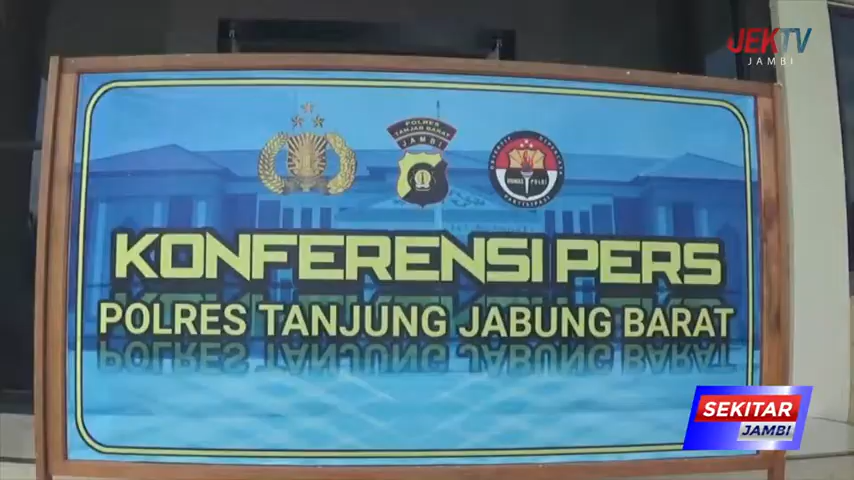 JEKTV
JAMBI
POLRES
TANJAB BARAT
JAMBI
KONFERENSI PERS
POLRES TANJUNG JABUNG BARAT
SEKITAR
JAMBI